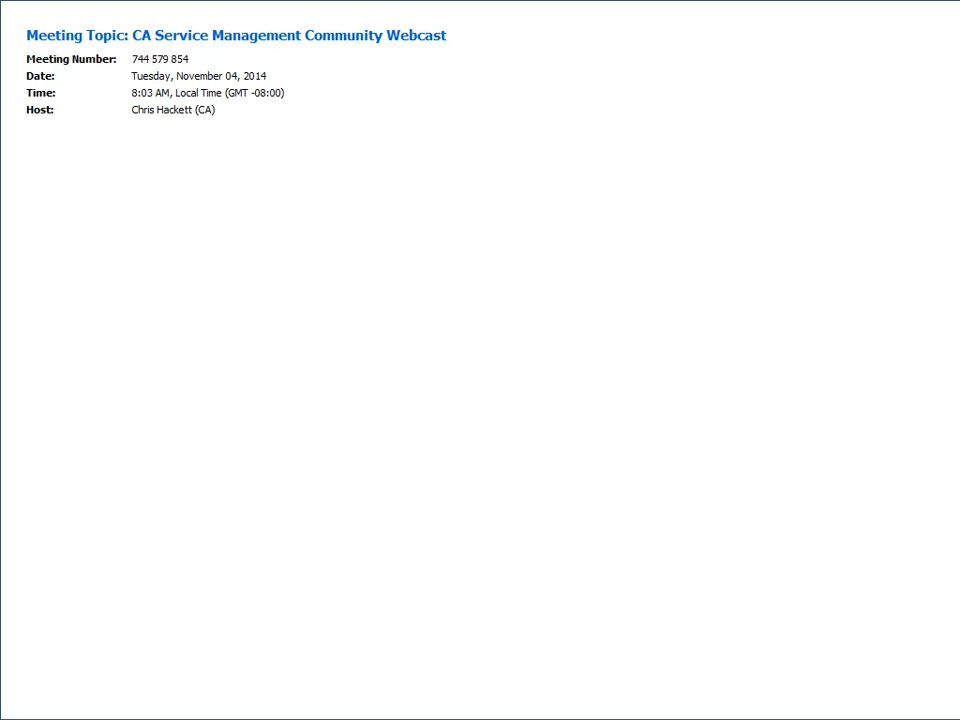 Meeting Topic: CA Service Management Community Webcast
Meeting Number: 744 579 854
Date: Tuesday, November 04, 2014
Time: 8:03 AM, Local Time (GMT -08:00)
Host: Chris Hackett (CA)